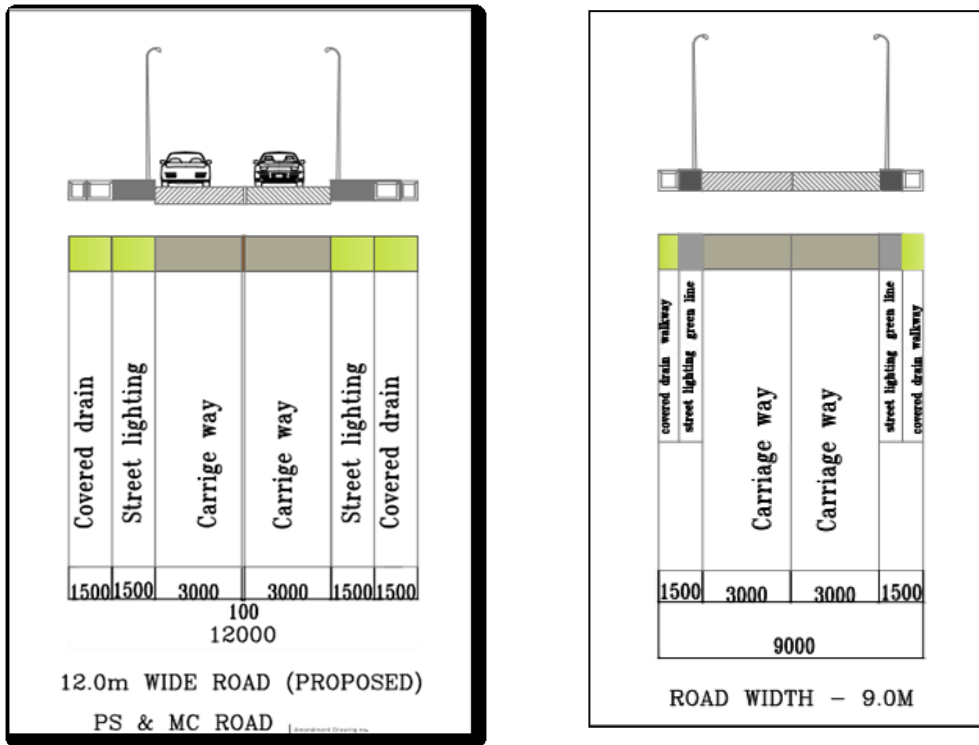 Covered drain
Street lighting
Carrige way
Carrige way
Street lighting
Covered drain
1500 1500 3000 3000 1500 1500
100
12000
12.0m WIDE ROAD (PROPOSED)
PS & MC ROAD
Amendment Drawing
covered drain walkway
street lighting green line
Carriage way
Carriage way
street lighting green line
covered drain walkway
1500 3000 3000 1500
9000
ROAD WIDTH - 9.0M